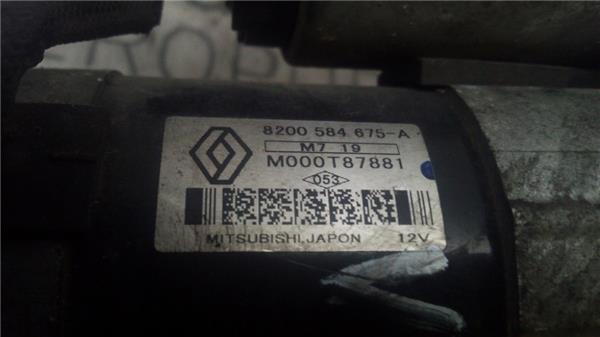 8200 584 675-A
M7 19
M000T87881
053
MITSUBISHI,JAPON 12V